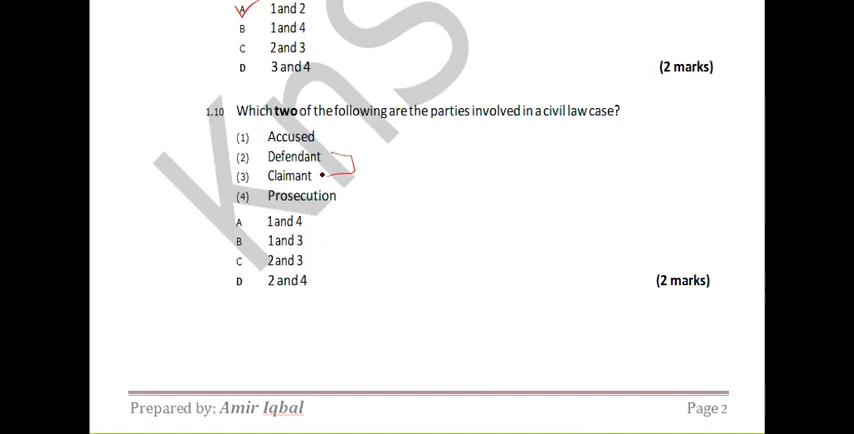 A 1 and 2
B 1 and 4
C 2 and 3
D 3 and 4 (2 marks)
1.10 Which two of the following are the parties involved in a civil law case?
(1) Accused
(2) Defendant
(3) Claimant
(4) Prosecution
A 1 and 4
B 1 and 3
C 2 and 3
D 2 and 4 (2 marks)
Kns
Prepared by: Amir Iqbal Page 2